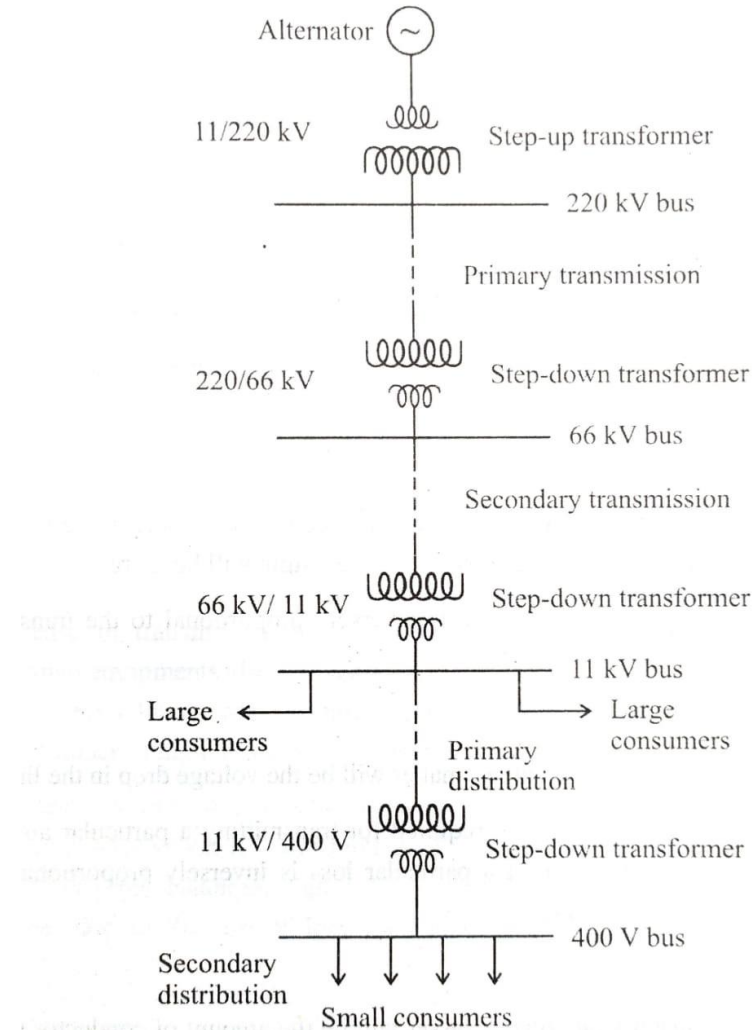 Alternator
~
11/220 kV
Step-up transformer
220 kV bus
Primary transmission
220/66 kV
Step-down transformer
66 kV bus
Secondary transmission
66 kV/ 11 kV
Step-down transformer
11 kV bus
Large
consumers
Large
consumers
Primary
distribution
11 kV/ 400 V
Step-down transformer
400 V bus
Secondary
distribution
Small consumers